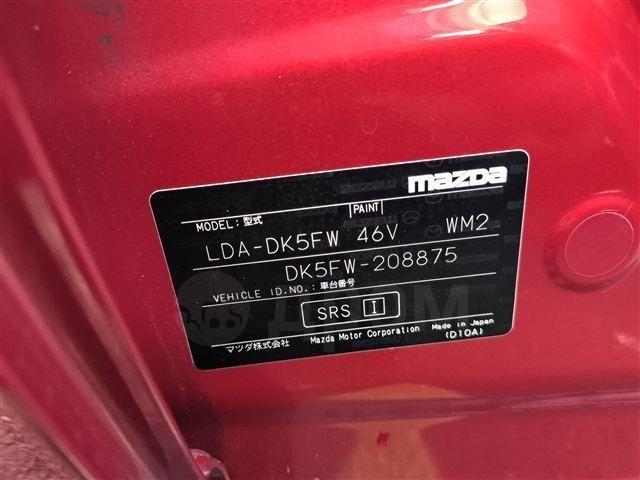 mazda
MODEL:型式 PAINT
LDA-DK5FW 46V WM2
DK5FW-208875
VEHICLE ID.NO.:車台番号
SRS I
マツダ株式会社 Mazda Motor Corporation Made in Japan
(D10A)